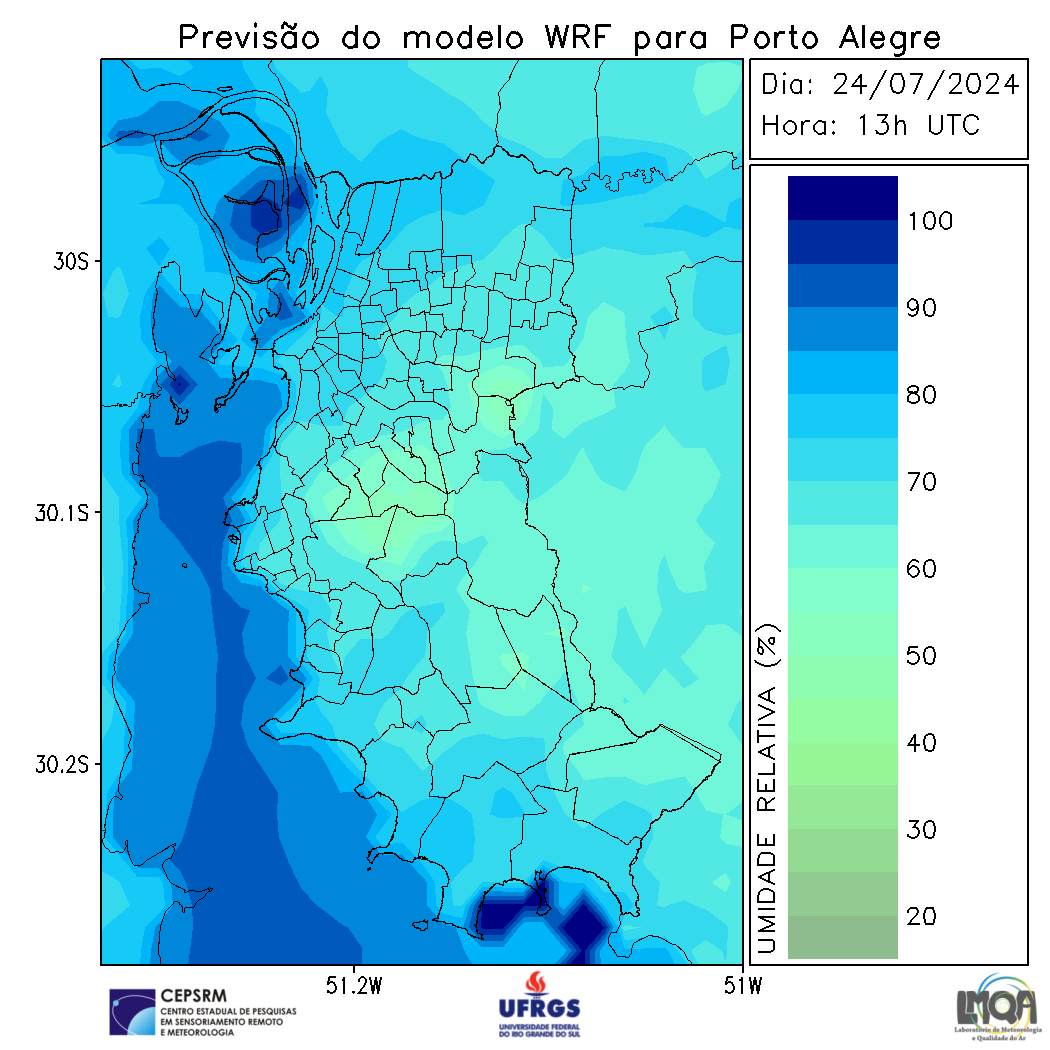 Previsão do modelo WRF para Porto Alegre
Dia: 24/07/2024
Hora: 13h UTC
100
90
80
70
60
50
40
30
20
UMIDADE RELATIVA (%)
30S
30.1S
30.2S
51.2W
51W
CEPSRM
CENTRO ESTADUAL DE PESQUISAS
EM SENSORIAMENTO REMOTO
E METEOROLOGIA
UFRGS
UNIVERSIDADE FEDERAL
DO RIO GRANDE DO SUL
LMQA
Laboratório de Meteorologia
e Qualidade do Ar